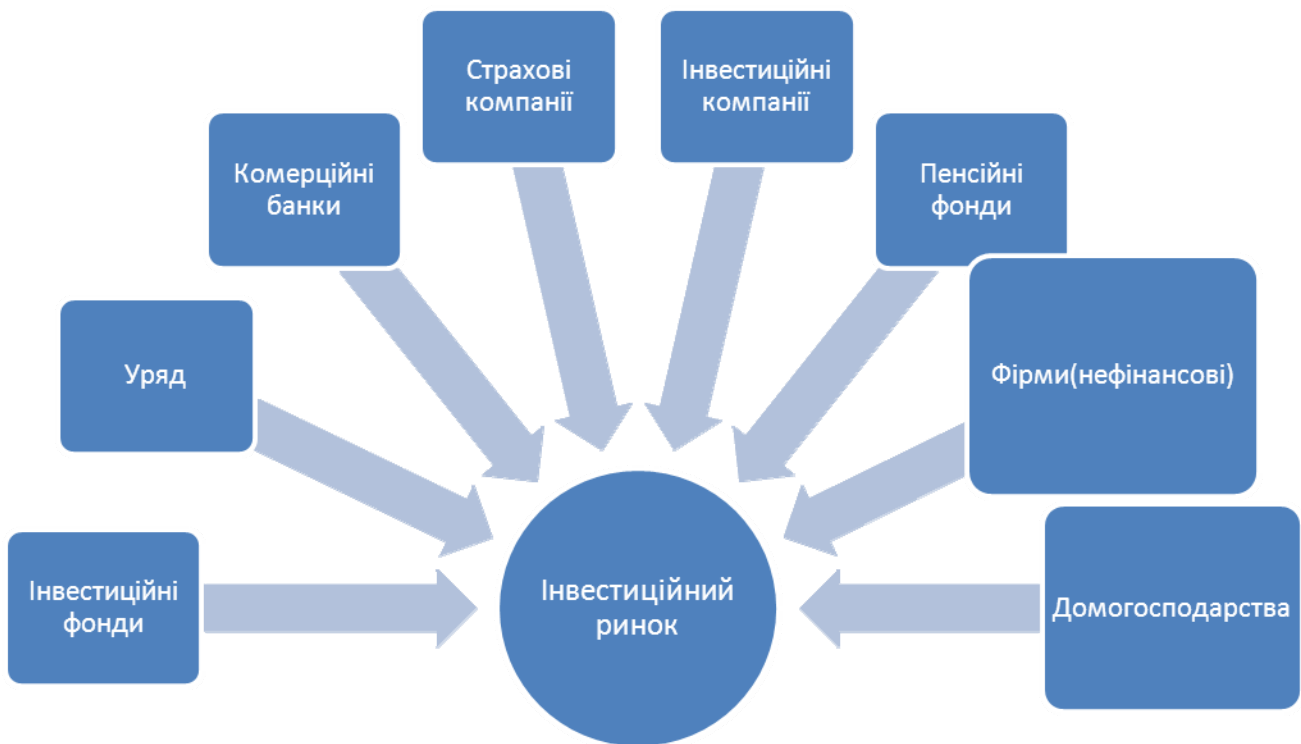 Страхові
компанії
Інвестиційні
компанії
Комерційні
банки
Пенсійні
фонди
Уряд
Фірми(нефінансові)
Інвестиційні
фонди
Інвестиційний
ринок
Домогосподарства